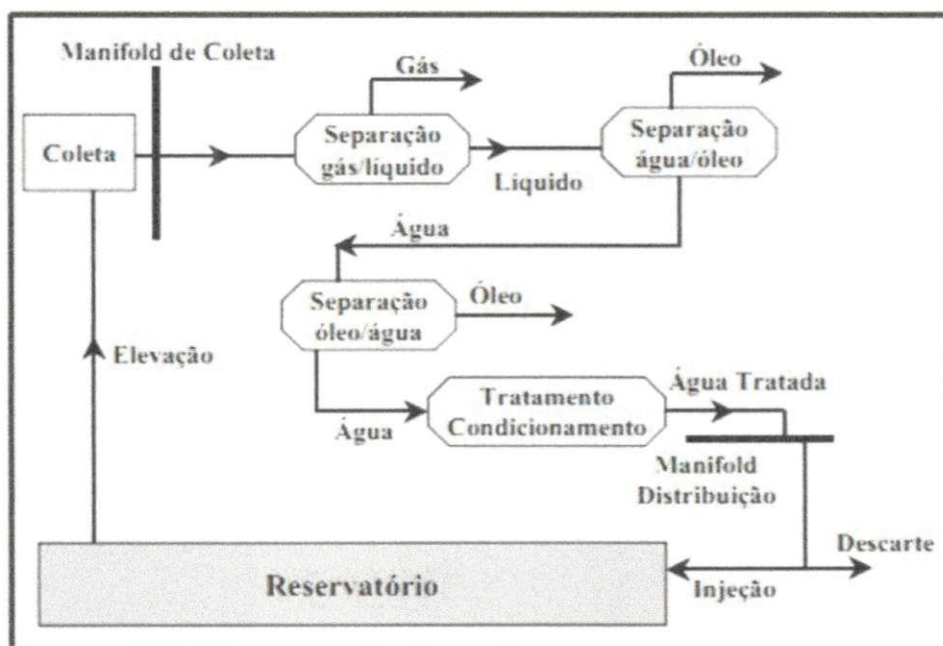 Manifold de Coleta
Gás
Óleo
Coleta
Separação
gás/líquido
Líquido
Separação
água/óleo
Água
Separação
óleo/água
Óleo
Elevação
Água
Tratamento
Condicionamento
Água Tratada
Manifold
Distribuição
Descarte
Injeção
Reservatório